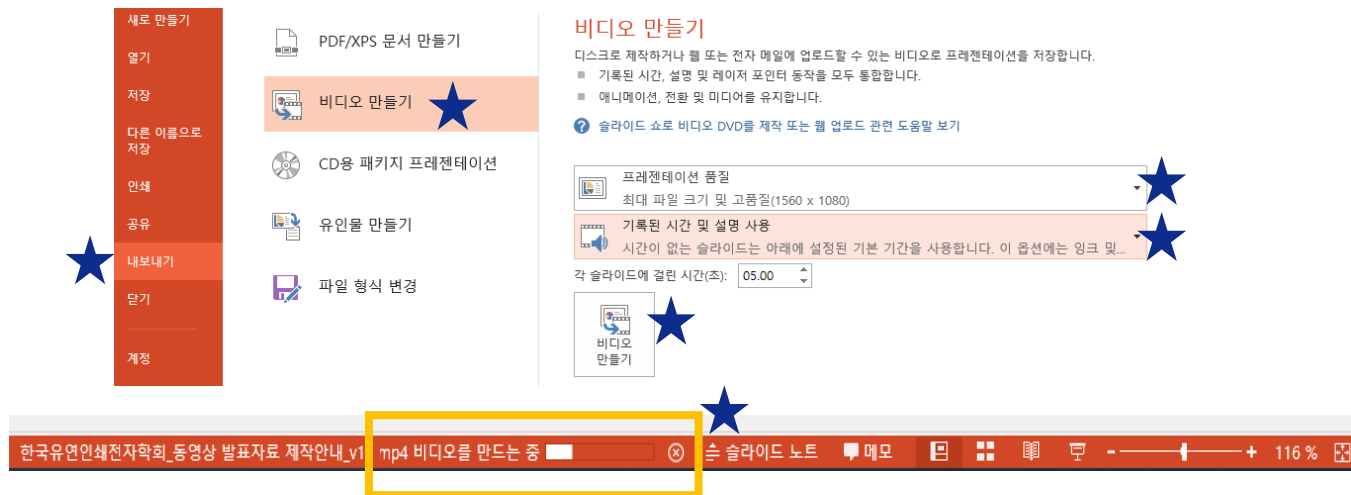 새로 만들기
열기
저장
다른 이름으로
저장
인쇄
공유
내보내기
닫기
계정
PDF/XPS 문서 만들기
비디오 만들기
CD용 패키지 프레젠테이션
유인물 만들기
파일 형식 변경
비디오 만들기
디스크로 제작하거나 웹 또는 전자 메일에 업로드할 수 있는 비디오로 프레젠테이션을 저장합니다.
기록된 시간, 설명 및 레이저 포인터 동작을 모두 통합합니다.
애니메이션, 전환 및 미디어를 유지합니다.
슬라이드 쇼로 비디오 DVD를 제작 또는 웹 업로드 관련 도움말 보기
프레젠테이션 품질
최대 파일 크기 및 고품질(1560 x 1080)
기록된 시간 및 설명 사용
시간이 없는 슬라이드는 아래에 설정된 기본 기간을 사용합니다. 이 옵션에는 잉크 및...
각 슬라이드에 걸린 시간(초): 05.00
비디오
만들기
한국유연인쇄전자학회_동영상 발표자료 제작안내_v1 mp4 비디오를 만드는 중 슬라이드 노트 메모 116 %